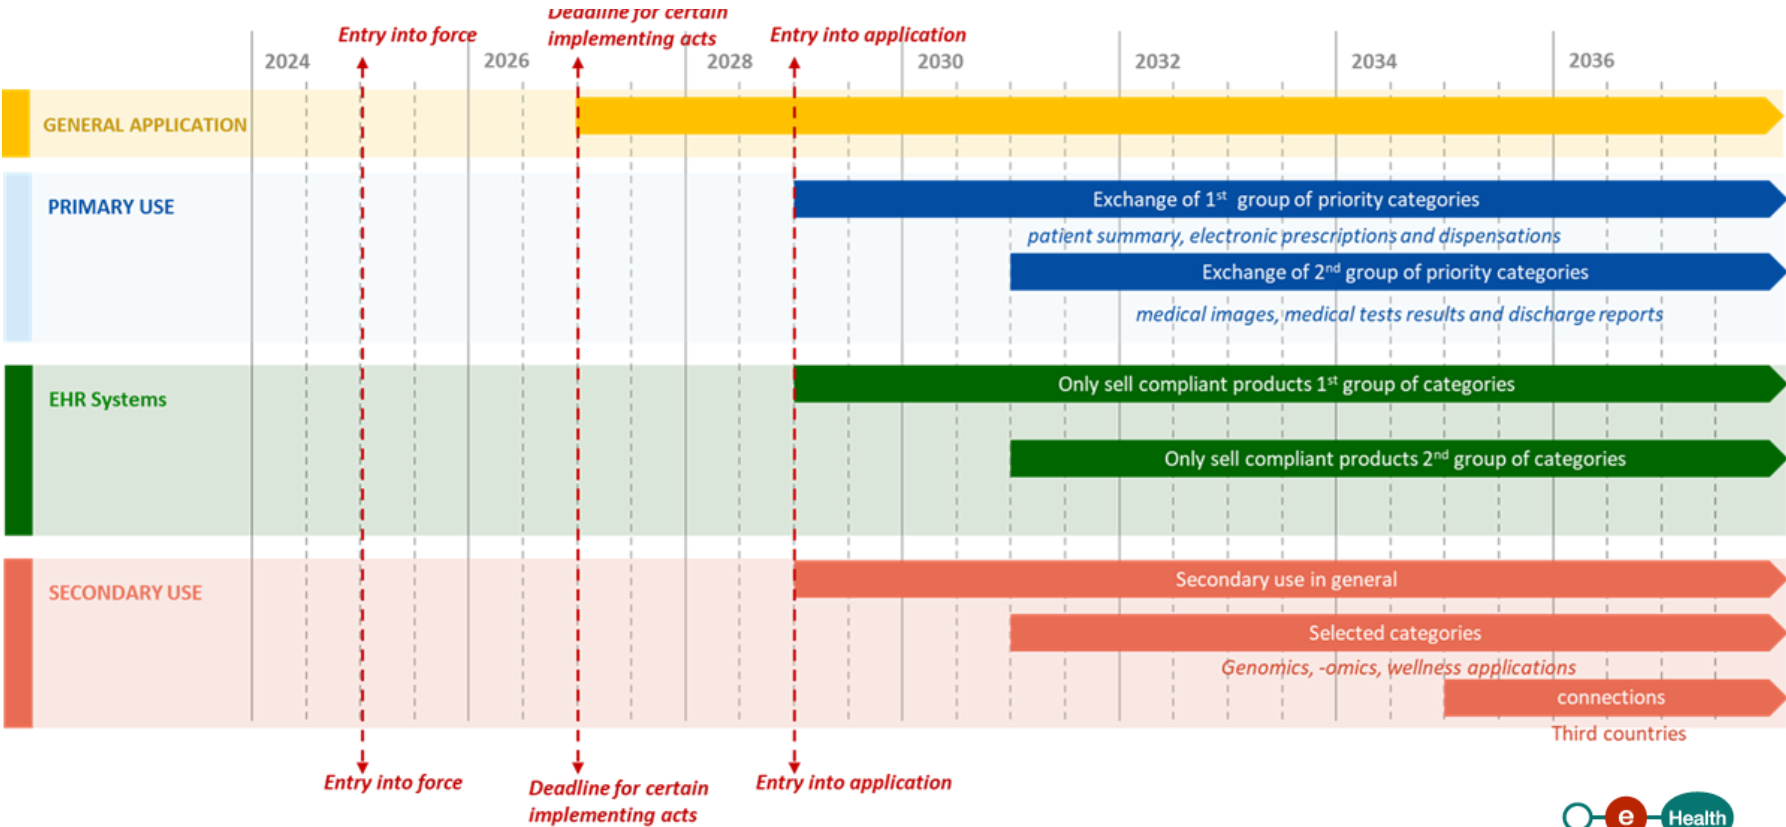 Deadline for certain
implementing acts
Entry into force
Entry into application
2024
2026
2028
2030
2032
2034
2036
GENERAL APPLICATION
PRIMARY USE
Exchange of 1st group of priority categories
patient summary, electronic prescriptions and dispensations
Exchange of 2nd group of priority categories
medical images, medical tests results and discharge reports
EHR Systems
Only sell compliant products 1st group of categories
Only sell compliant products 2nd group of categories
SECONDARY USE
Secondary use in general
Selected categories
Genomics, -omics, wellness applications
connections
Third countries
Entry into force
Deadline for certain
implementing acts
Entry into application
e Health